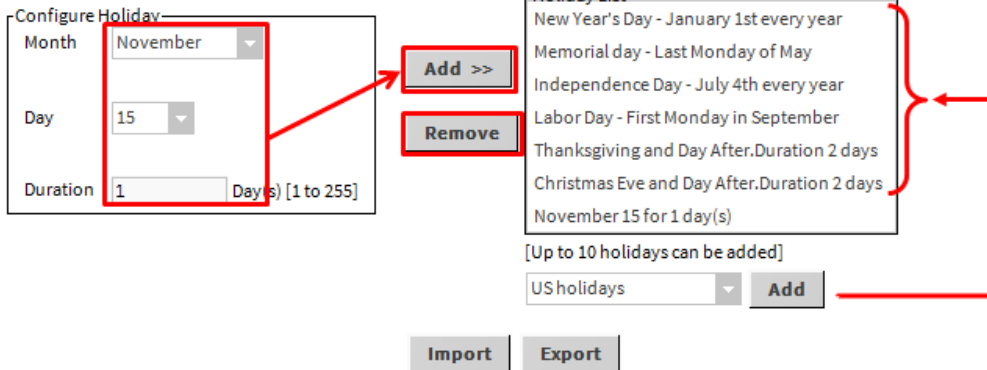 Configure Holiday
Month November
Day 15
Duration 1 Day(s) [1 to 255]
Add >>
Remove
Holiday List
New Year's Day - January 1st every year
Memorial day - Last Monday of May
Independence Day - July 4th every year
Labor Day - First Monday in September
Thanksgiving and Day After.Duration 2 days
Christmas Eve and Day After.Duration 2 days
November 15 for 1 day(s)
[Up to 10 holidays can be added]
US holidays Add
Import Export